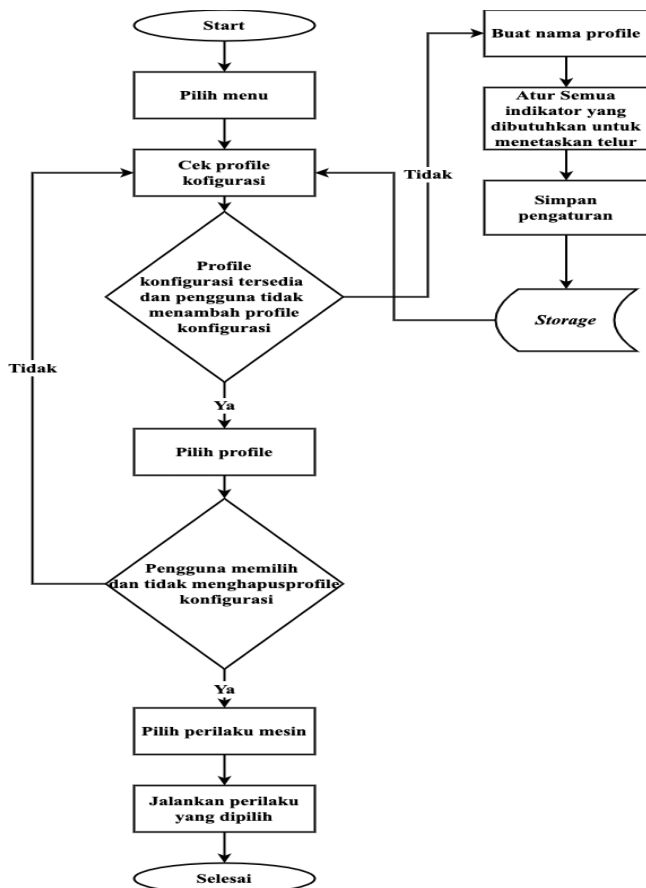 Start
Pilih menu
Cek profile
kofigurasi
Profile
konfigurasi tersedia
dan pengguna tidak
menambah profile
konfigurasi
Tidak
Buat nama profile
Atur Semua
indikator yang
dibutuhkan untuk
menetaskan telur
Simpan
pengaturan
Storage
Ya
Pilih profile
Pengguna memilih
dan tidak menghapusprofile
konfigurasi
Tidak
Ya
Pilih perilaku mesin
Jalankan perilaku
yang dipilih
Selesai